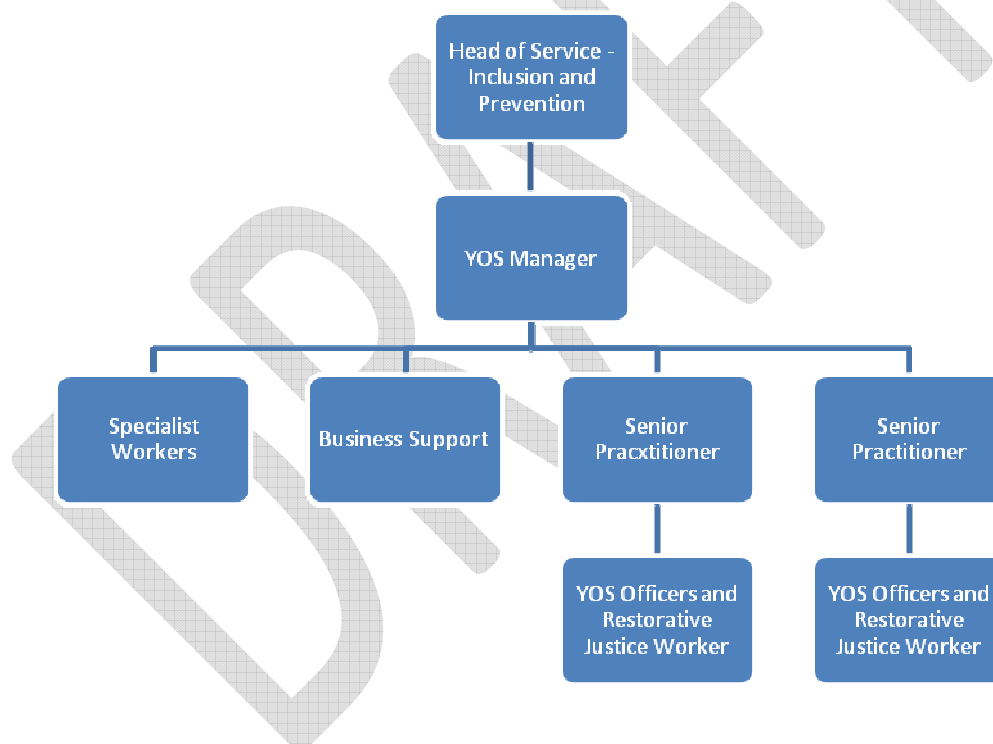 Head of Service -
Inclusion and
Prevention
YOS Manager
Specialist
Workers
Business Support
Senior
Pracxtitioner
Senior
Practitioner
YOS Officers and
Restorative
Justice Worker
YOS Officers and
Restorative
Justice Worker
DRAFT